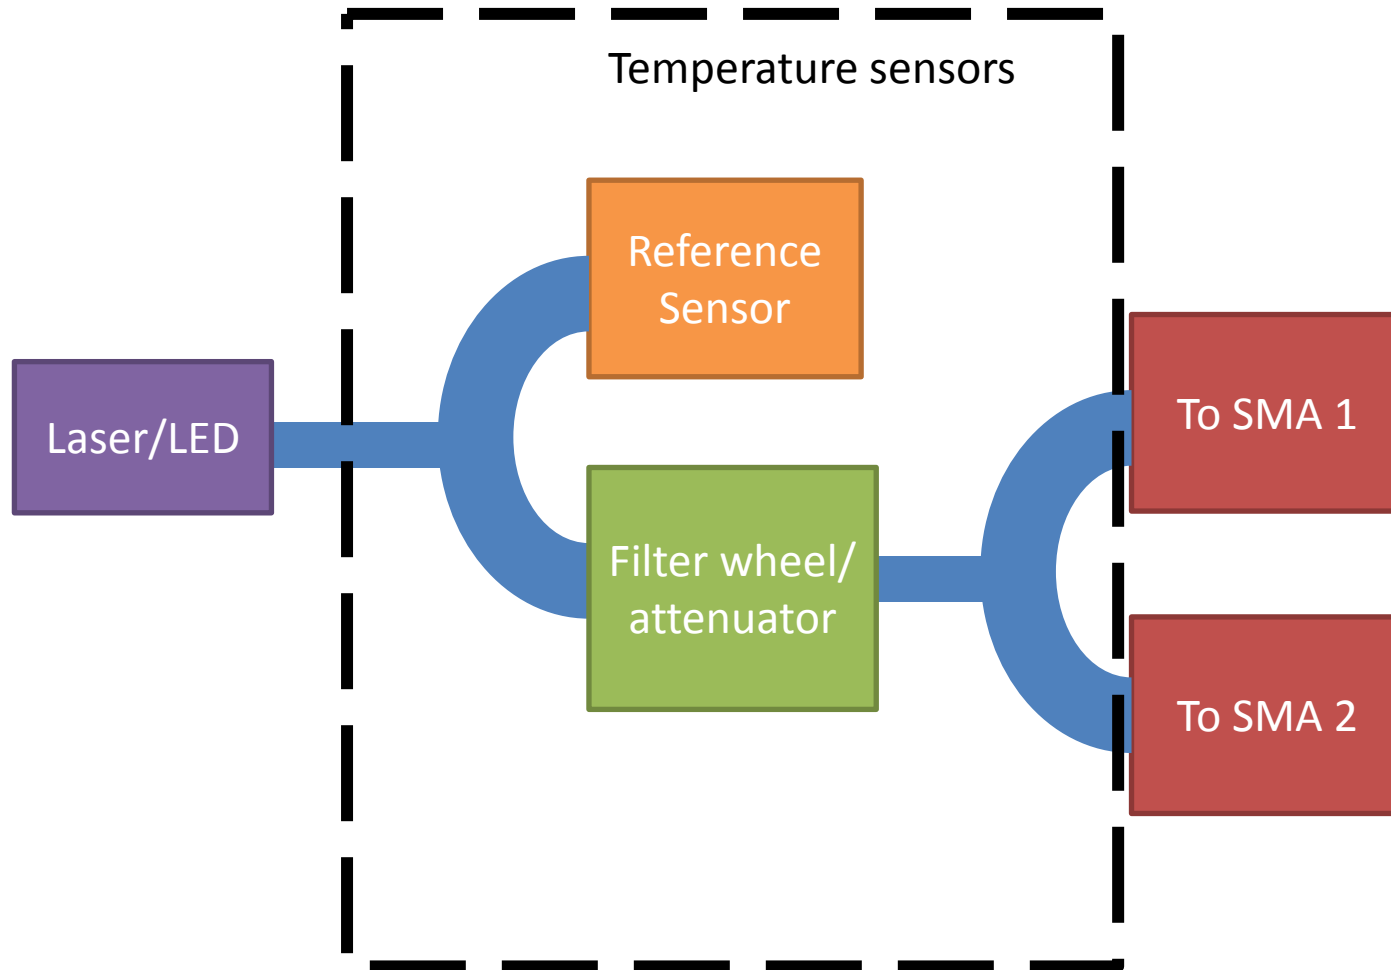 Temperature sensors
Reference
Sensor
Laser/LED
To SMA 1
Filter wheel/
attenuator
To SMA 2